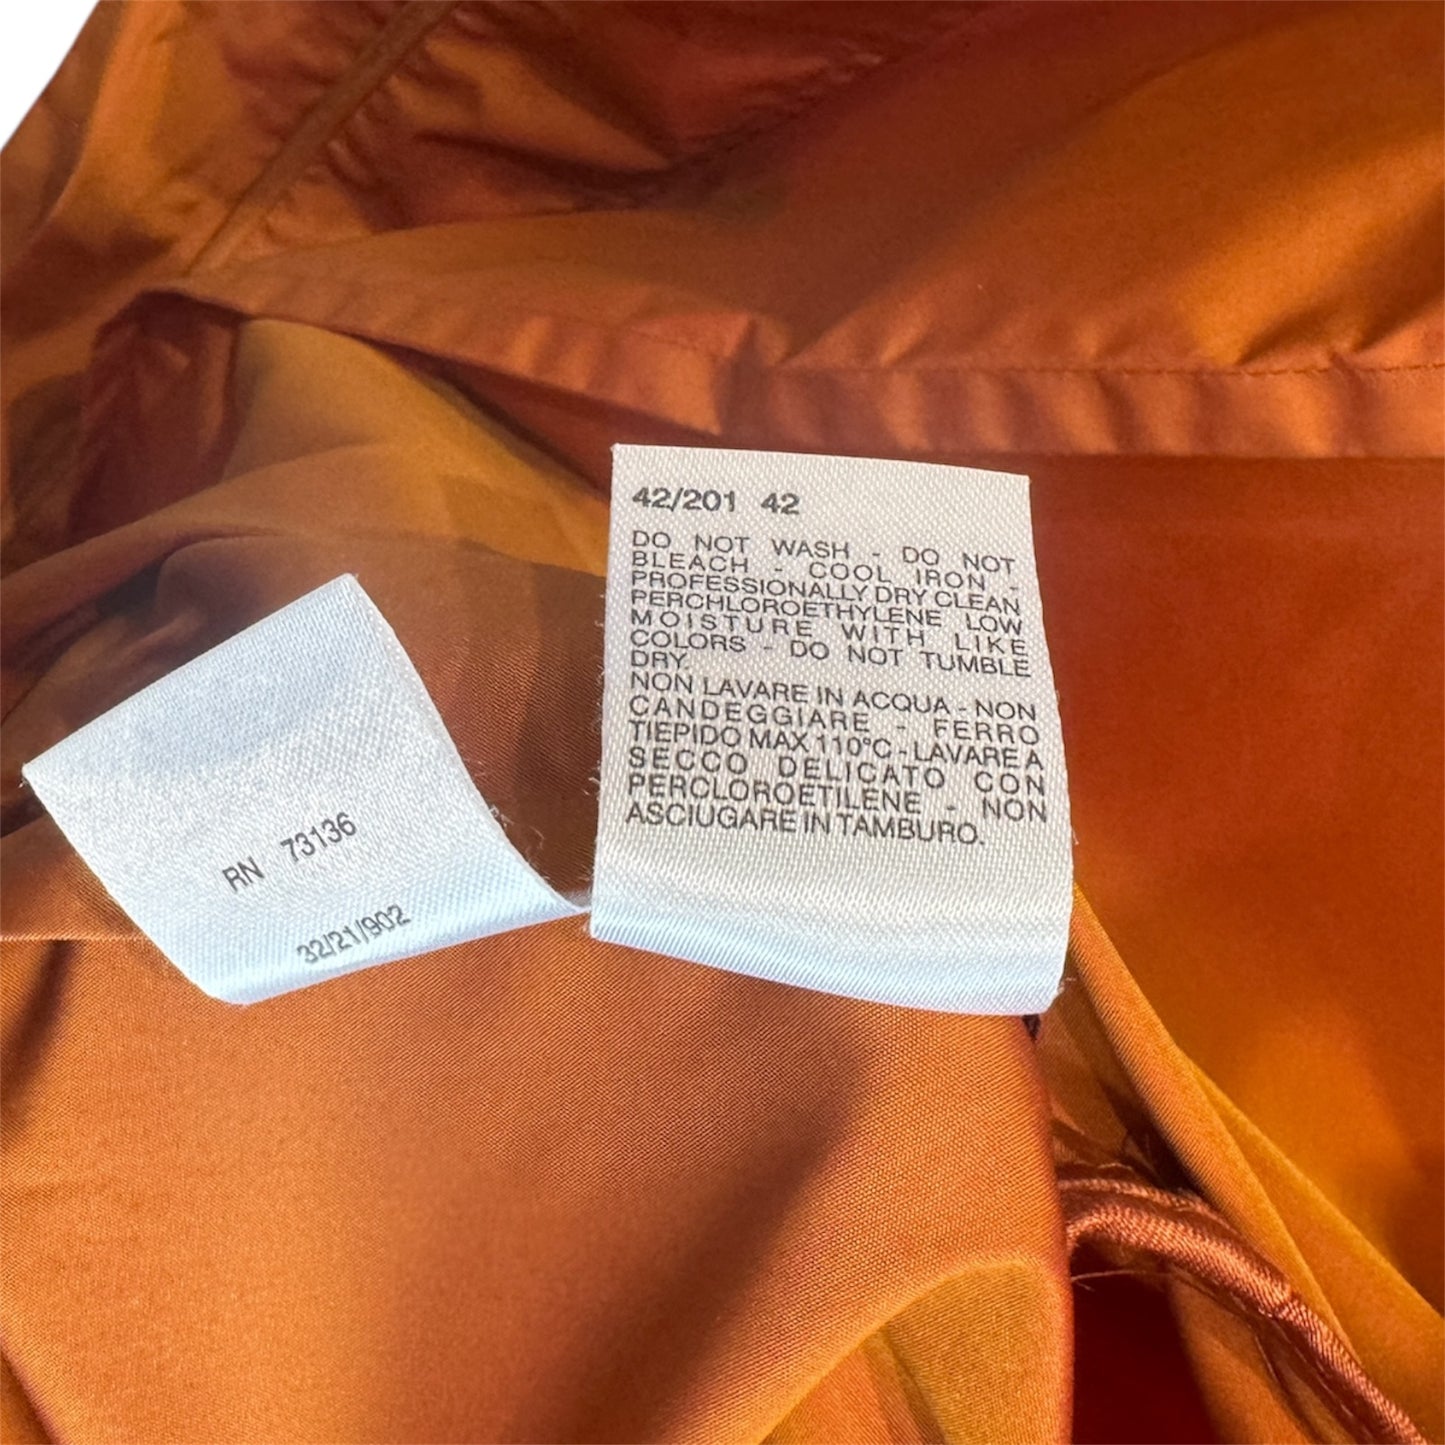 42/201 42
DO NOT WASH - DO NOT
BLEACH - COOL IRON -
PROFESSIONALLY DRY CLEAN
PERCHLOROETHYLENE LOW
MOISTURE WITH LIKE
COLORS - DO NOT TUMBLE
DRY.
NON LAVARE IN ACQUA - NON
CANDEGGIARE - FERRO
TIEPIDO MAX 110°C - LAVARE A
SECCO DELICATO CON
PERCLOROETILENE - NON
ASCIUGARE IN TAMBURO.
RN 73136
32/21/902